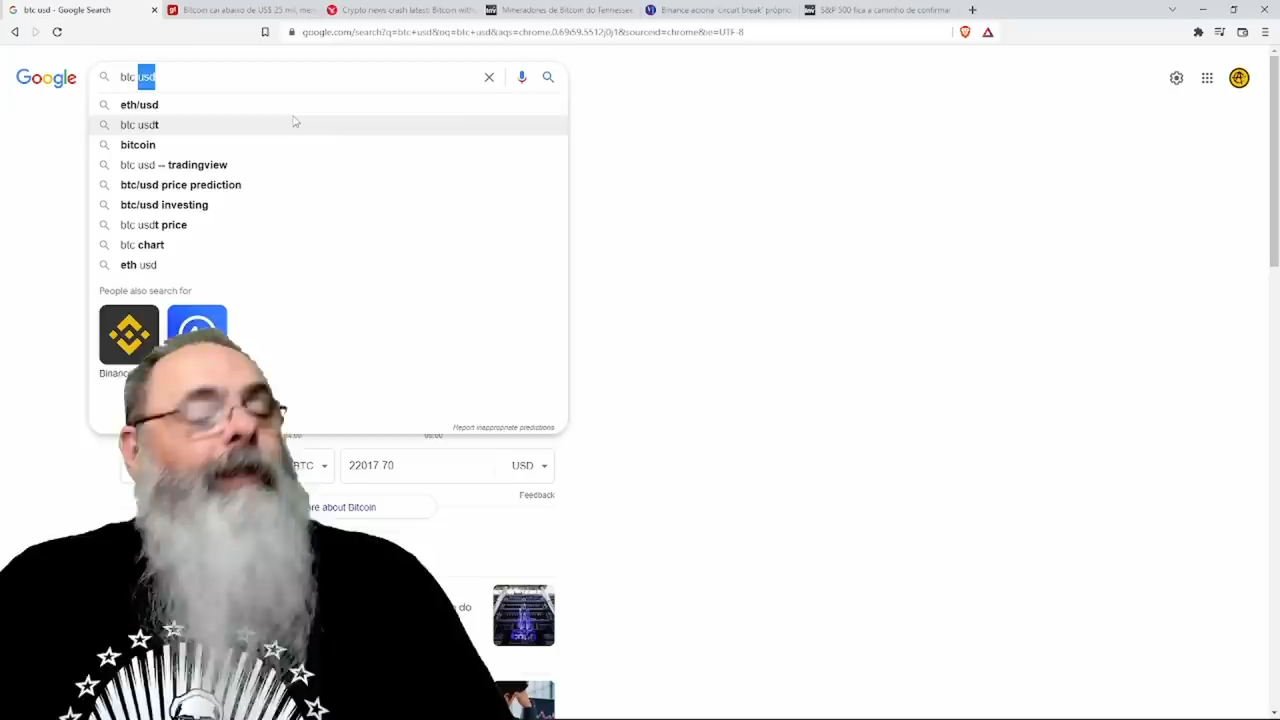 btc usd - Google Search
Bitcoin cai abaixo de US$ 25 mil, men
Crypto news crash latest: Bitcoin with
Mineradores de Bitcoin do Tennessee
Binance aciona 'circuit break' próprio
S&P 500 fica a caminho de confirmar
google.com/search?q=btc+usd&oq=btc+usd&aqs=chrome.0.69i59.5512j0j1&sourceid=chrome&ie=UTF-8
Google
btc usd
eth/usd
btc usdt
bitcoin
btc usd -- tradingview
btc/usd price prediction
btc/usd investing
btc usdt price
btc chart
eth usd
People also search for
Binance
Report inappropriate predictions
BTC
22017.70
USD
Feedback
about Bitcoin
do